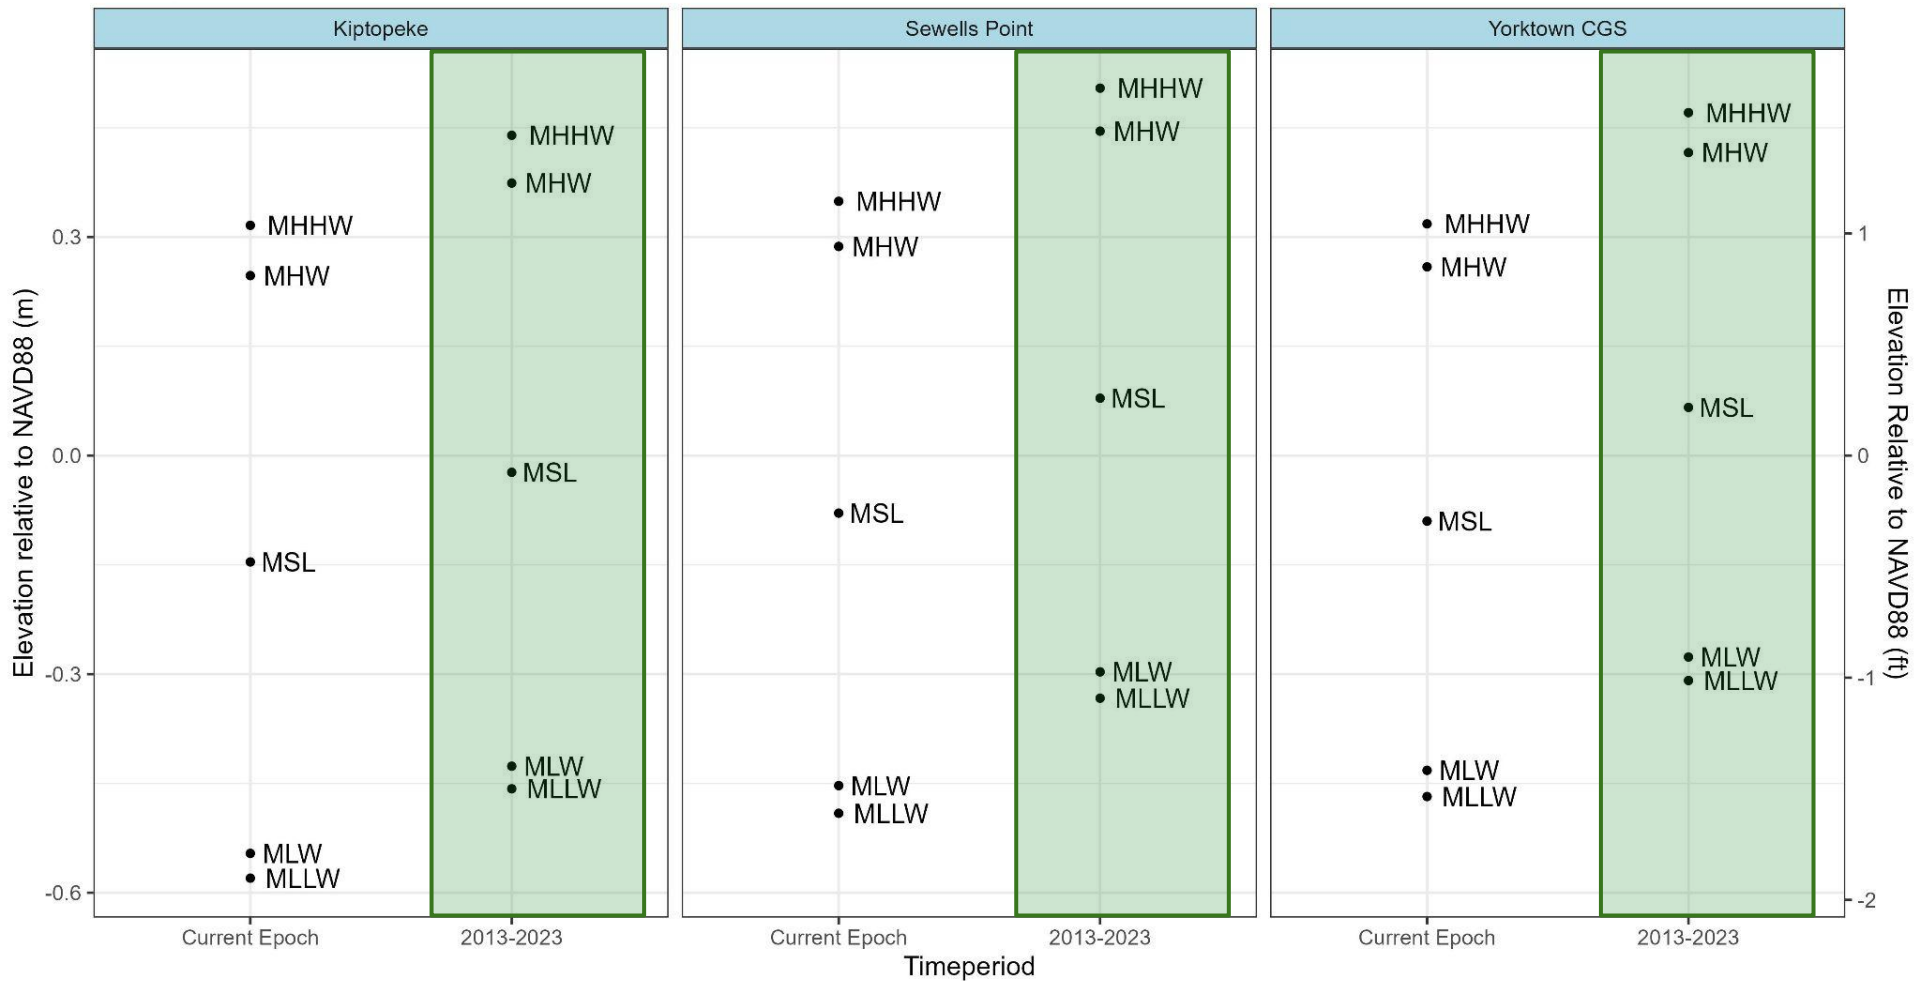 Kiptopeke
Sewells Point
Yorktown CGS
Elevation relative to NAVD88 (m)
0.3
0.0
-0.3
-0.6
MHHW
MHW
MSL
MLW
MLLW
MHHW
MHW
MSL
MLW
MLLW
MHHW
MHW
MSL
MLW
MLLW
MHHW
MHW
MSL
MLW
MLLW
MHHW
MHW
MSL
MLW
MLLW
MHHW
MHW
MSL
MLW
MLLW
1
0
-1
-2
Elevation Relative to NAVD88 (ft)
Current Epoch
2013-2023
Current Epoch
2013-2023
Current Epoch
2013-2023
Timeperiod